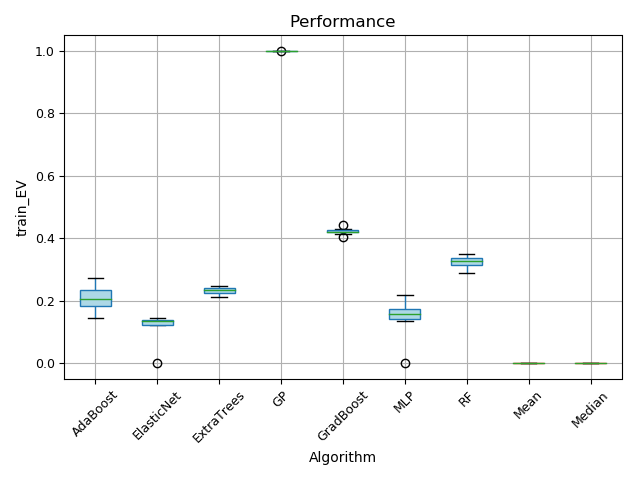 Performance
1.0
0.8
0.6
0.4
0.2
0.0
train_EV
AdaBoost
ElasticNet
ExtraTrees
GP
GradBoost
MLP
RF
Mean
Median
Algorithm